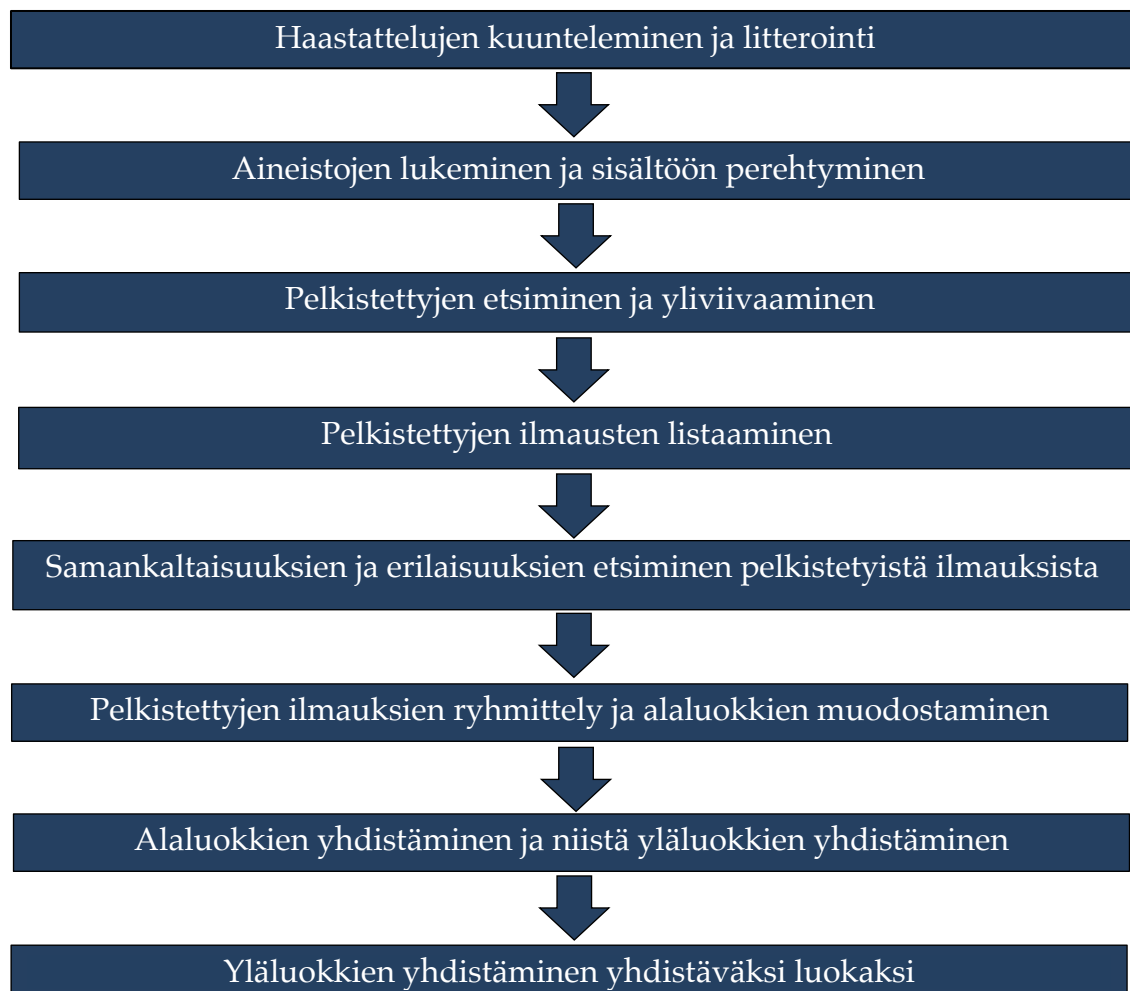 Haastattelujen kuunteleminen ja litterointi
Aineistojen lukeminen ja sisältöön perehtyminen
Pelkistettyjen etsiminen ja yliviivaaminen
Pelkistettyjen ilmausten listaaminen
Samankaltaisuuksien ja erilaisuuksien etsiminen pelkistetyistä ilmauksista
Pelkistettyjen ilmauksien ryhmittely ja alaluokkien muodostaminen
Alaluokkien yhdistäminen ja niistä yläluokkien yhdistäminen
Yläluokkien yhdistäminen yhdistäväksi luokaksi